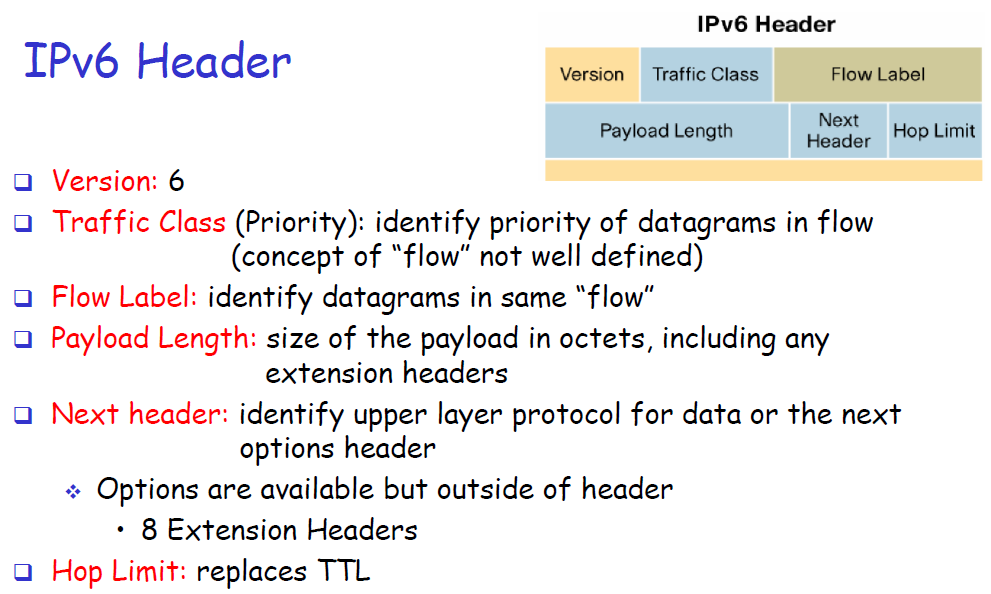 IPv6 Header
IPv6 Header
Version
Traffic Class
Flow Label
Payload Length
Next
Header
Hop Limit
Version: 6
Traffic Class (Priority): identify priority of datagrams in flow
(concept of “flow” not well defined)
Flow Label: identify datagrams in same “flow”
Payload Length: size of the payload in octets, including any
extension headers
Next header: identify upper layer protocol for data or the next
options header
Options are available but outside of header
• 8 Extension Headers
Hop Limit: replaces TTL